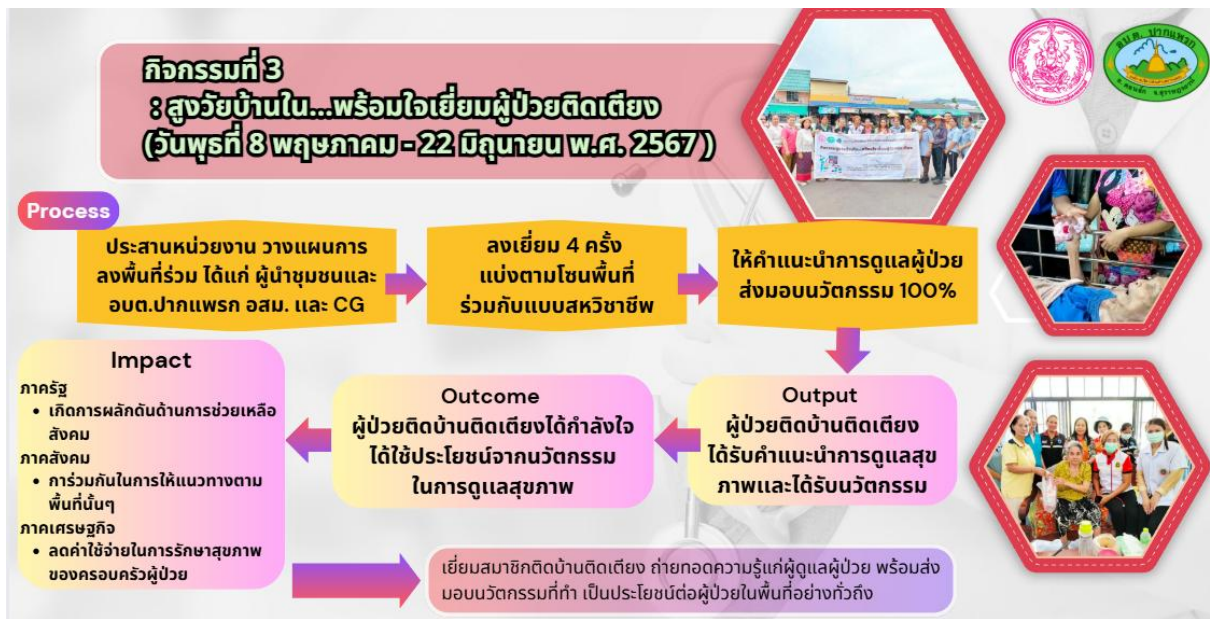 กิจกรรมที่ 3
: สูงวัยบ้านใน...พร้อมใจเยี่ยมผู้ป่วยติดเตียง
(วันพุธที่ 8 พฤษภาคม - 22 มิถุนายน พ.ศ. 2567 )
อบต. ปากแพรก
Process
ประสานหน่วยงาน วางแผนการ
ลงพื้นที่ร่วม ได้แก่ ผู้นำชุมชนและ
อบต.ปากแพรก อสม. และ CG
ลงเยี่ยม 4 ครั้ง
แบ่งตามโซนพื้นที่
ร่วมกับแบบสหวิชาชีพ
ให้คำแนะนำการดูแลผู้ป่วย
ส่งมอบนวัตกรรม 100%
Output
ผู้ป่วยติดบ้านติดเตียง
ได้รับคำแนะนำการดูแลสุข
ภาพและได้รับนวัตกรรม
Outcome
ผู้ป่วยติดบ้านติดเตียงได้กำลังใจ
ได้ใช้ประโยชน์จากนวัตกรรม
ในการดูแลสุขภาพ
Impact
ภาครัฐ
• เกิดการผลักดันด้านการช่วยเหลือ
สังคม
ภาคสังคม
• การ่วมกันในการให้แนวทางตาม
พื้นที่นั้นๆ
ภาคเศรษฐกิจ
• ลดค่าใช้จ่ายในการรักษาสุขภาพ
ของครอบครัวผู้ป่วย
เยี่ยมสมาชิกติดบ้านติดเตียง ถ่ายทอดความรู้แก่ผู้ดูแลผู้ป่วย พร้อมส่ง
มอบนวัตกรรมที่ทำ เป็นประโยชน์ต่อผู้ป่วยในพื้นที่อย่างทั่วถึง